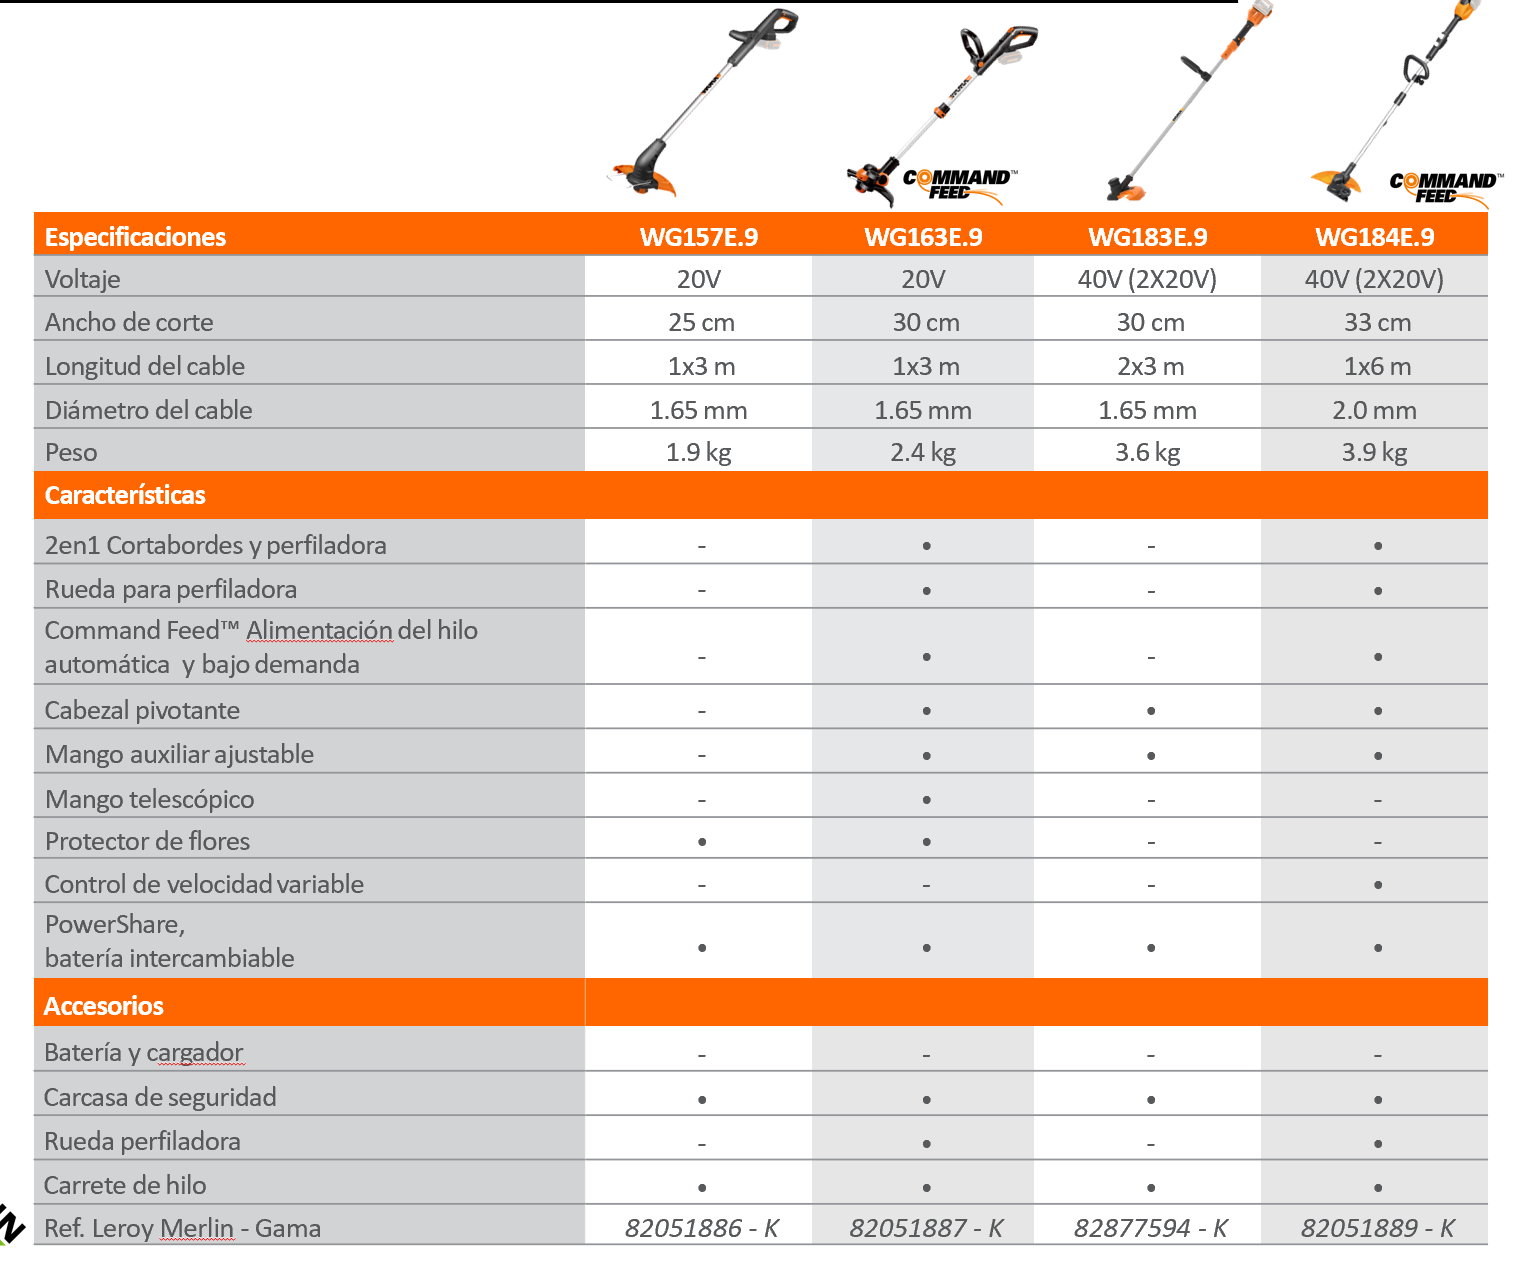 COMMAND FEED™
COMMAND FEED™
Especificaciones WG157E.9 WG163E.9 WG183E.9 WG184E.9
Voltaje 20V 20V 40V (2X20V) 40V (2X20V)
Ancho de corte 25 cm 30 cm 30 cm 33 cm
Longitud del cable 1x3 m 1x3 m 2x3 m 1x6 m
Diámetro del cable 1.65 mm 1.65 mm 1.65 mm 2.0 mm
Peso 1.9 kg 2.4 kg 3.6 kg 3.9 kg
Características
2en1 Cortabordes y perfiladora - • - •
Rueda para perfiladora - • - •
Command Feed™ Alimentación del hilo
automática y bajo demanda - • - •
Cabezal pivotante - • • •
Mango auxiliar ajustable - • • •
Mango telescópico - • - -
Protector de flores • • - -
Control de velocidad variable - - - •
PowerShare,
batería intercambiable • • • •
Accesorios
Batería y cargador - - - -
Carcasa de seguridad • • • •
Rueda perfiladora - • - •
Carrete de hilo • • • •
Ref. Leroy Merlin - Gama 82051886 - K 82051887 - K 82877594 - K 82051889 - K